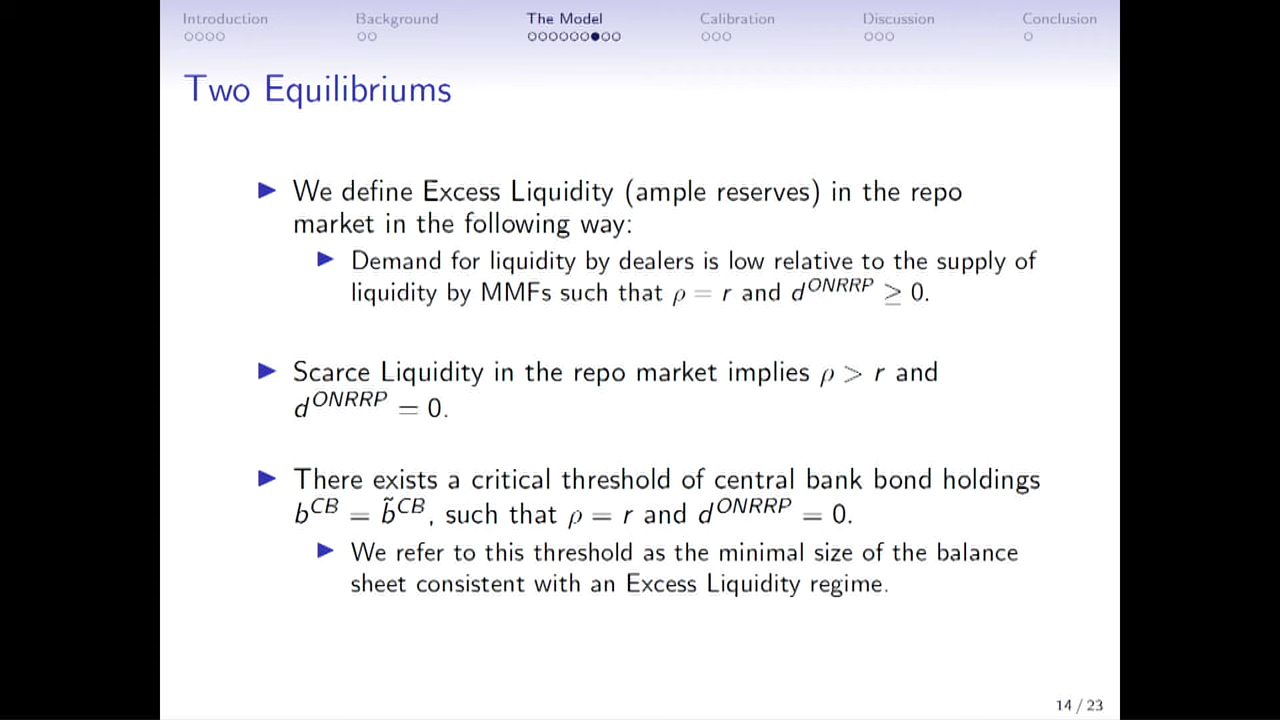 Introduction Background The Model Calibration Discussion Conclusion
Two Equilibriums
▶ We define Excess Liquidity (ample reserves) in the repo
market in the following way:
▶ Demand for liquidity by dealers is low relative to the supply of
liquidity by MMFs such that ρ = r and d^ONRRP ≥ 0.
▶ Scarce Liquidity in the repo market implies ρ > r and
d^ONRRP = 0.
▶ There exists a critical threshold of central bank bond holdings
b^CB = b̃^CB, such that ρ = r and d^ONRRP = 0.
▶ We refer to this threshold as the minimal size of the balance
sheet consistent with an Excess Liquidity regime.
14 / 23